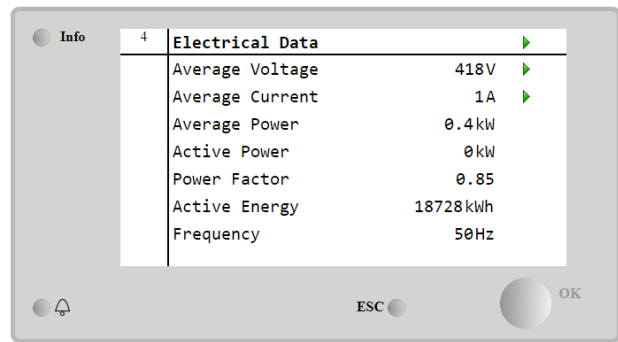 Info
4 Electrical Data
Average Voltage 418V
Average Current 1A
Average Power 0.4kW
Active Power 0kW
Power Factor 0.85
Active Energy 18728kWh
Frequency 50Hz
ESC
OK